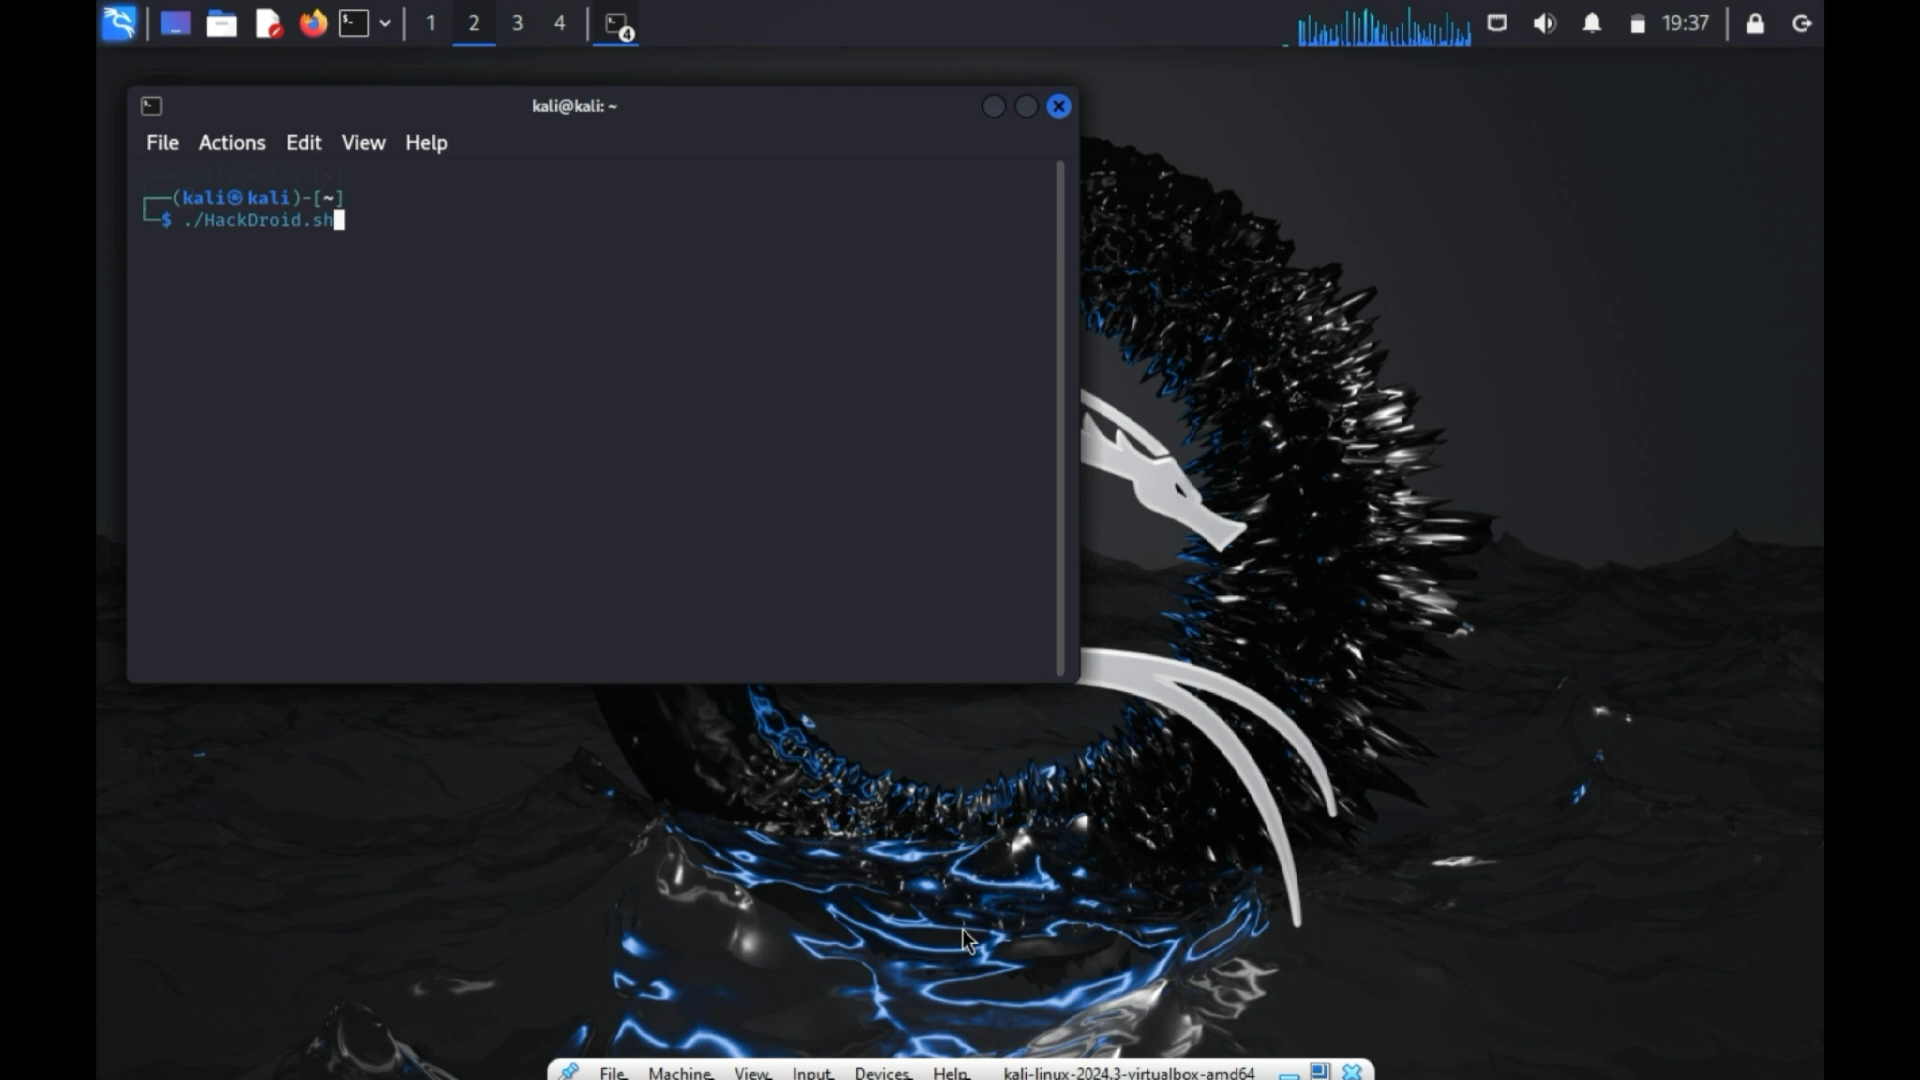 1 2 3 4 4 19:37
kali@kali: ~
File Actions Edit View Help
(kali㉿kali)-[~]
$ ./HackDroid.sh
File Machine View Input Devices Help kali-linux-2024.3-virtualbox-amd64